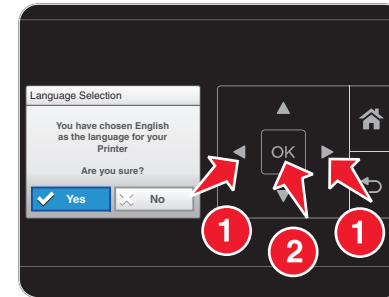 Language Selection
You have chosen English
as the language for your
Printer
Are you sure?
Yes
No
OK
1
2
1